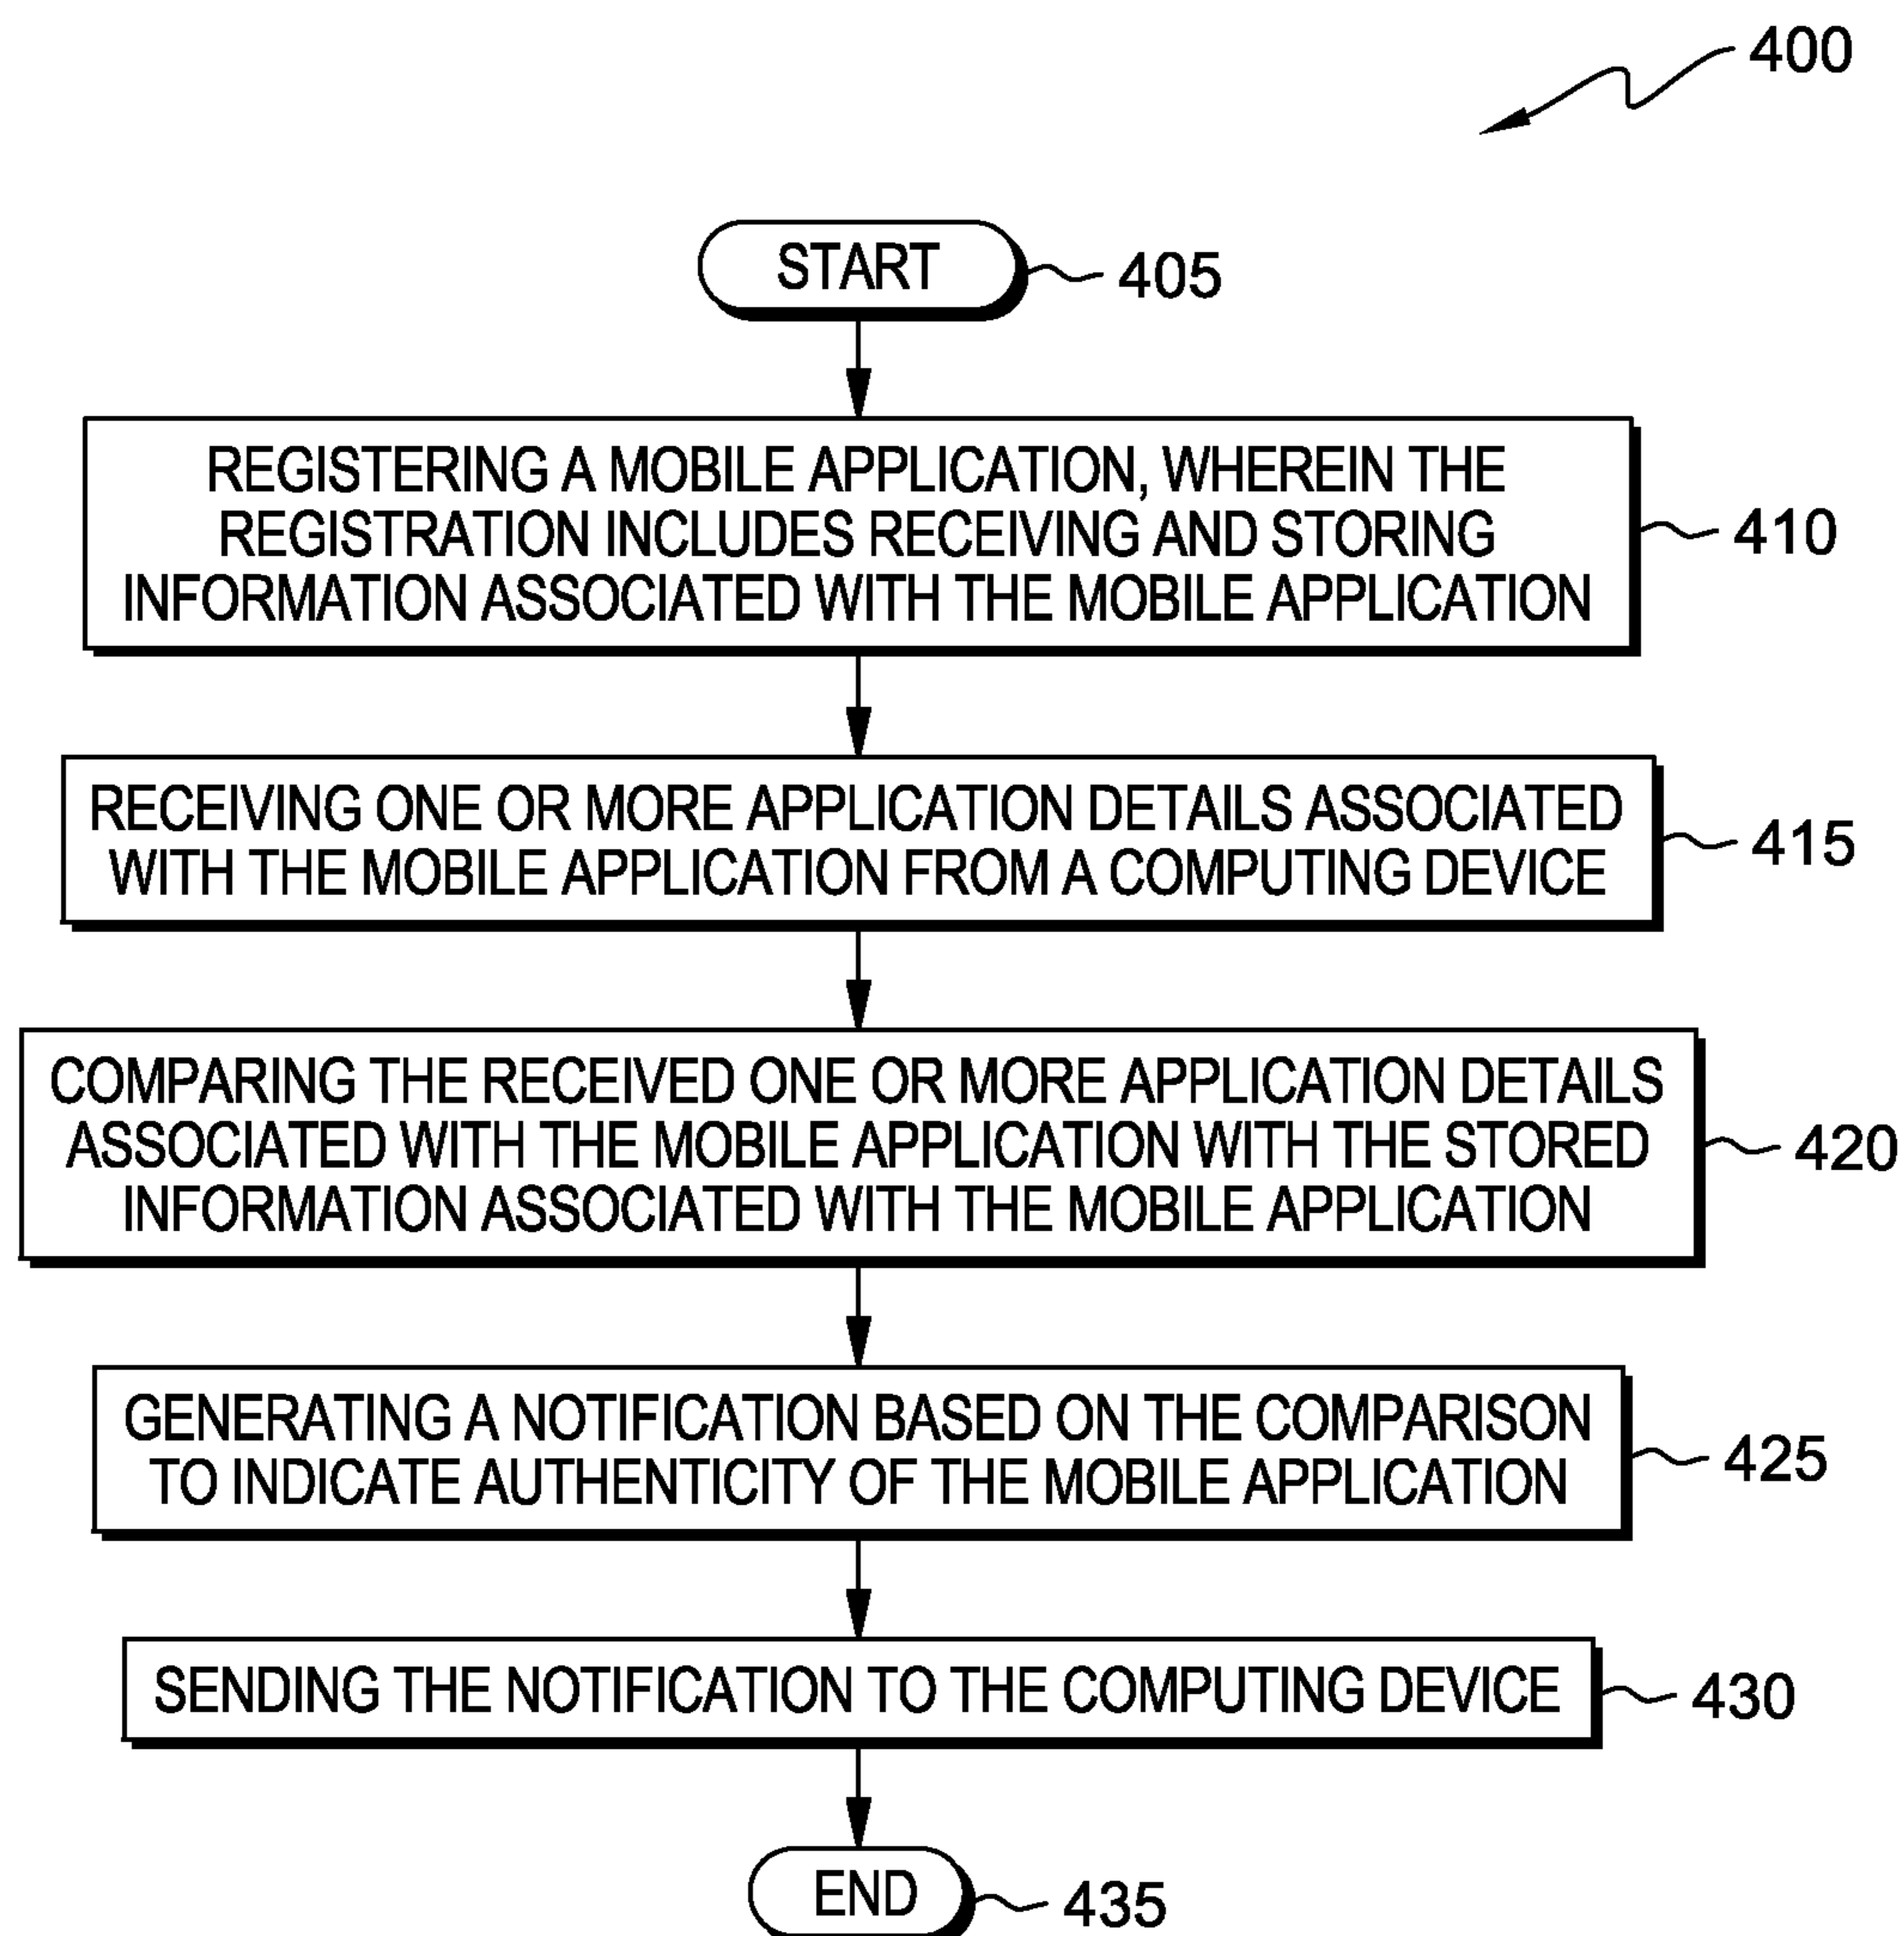 400
START
405
REGISTERING A MOBILE APPLICATION, WHEREIN THE
REGISTRATION INCLUDES RECEIVING AND STORING
INFORMATION ASSOCIATED WITH THE MOBILE APPLICATION
410
RECEIVING ONE OR MORE APPLICATION DETAILS ASSOCIATED
WITH THE MOBILE APPLICATION FROM A COMPUTING DEVICE
415
COMPARING THE RECEIVED ONE OR MORE APPLICATION DETAILS
ASSOCIATED WITH THE MOBILE APPLICATION WITH THE STORED
INFORMATION ASSOCIATED WITH THE MOBILE APPLICATION
420
GENERATING A NOTIFICATION BASED ON THE COMPARISON
TO INDICATE AUTHENTICITY OF THE MOBILE APPLICATION
425
SENDING THE NOTIFICATION TO THE COMPUTING DEVICE
430
END
435